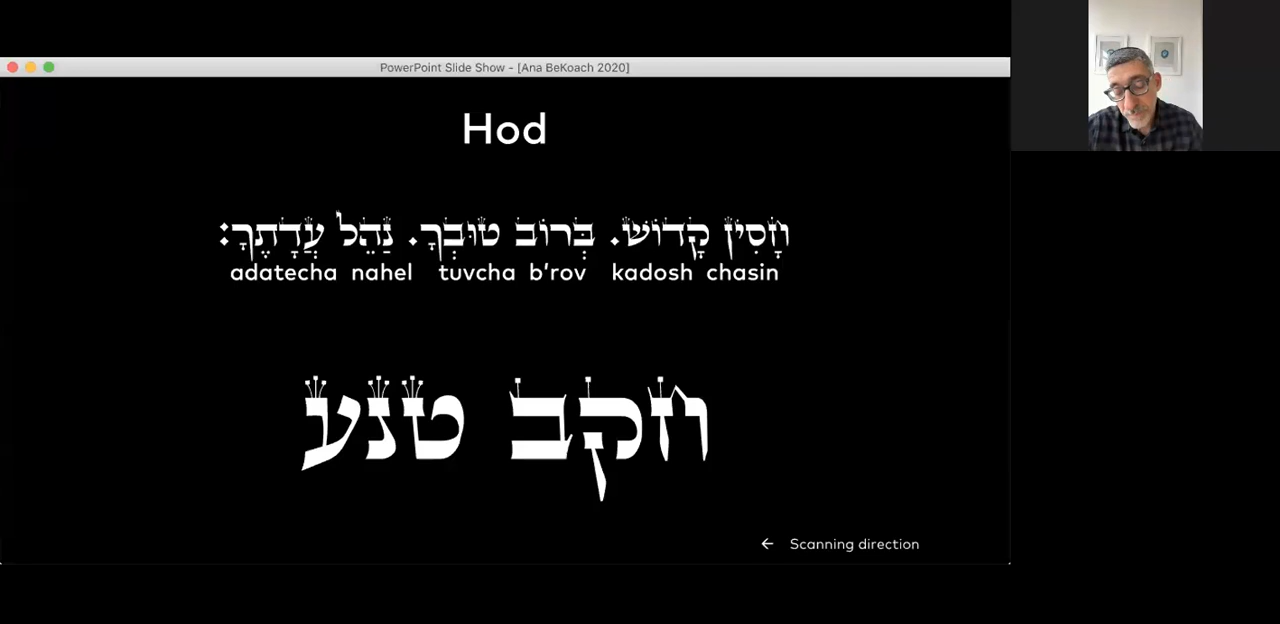 PowerPoint Slide Show - [Ana BeKoach 2020]
Hod
חָסִין קָדוֹשׁ. בְּרוֹב טוּבְךָ. נַהֵל עֲדָתֶךָ:
adatecha nahel tuvcha b'rov kadosh chasin
חקב טנע
← Scanning direction